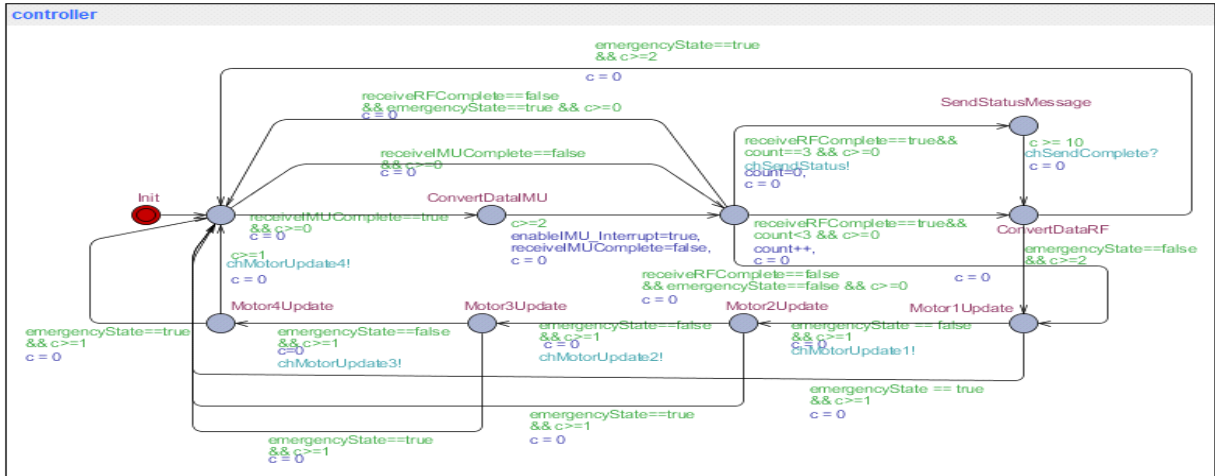 controller
emergencyState==true
&& c>=2
c = 0
receiveRFComplete==false
&& emergencyState==true && c>=0
c = 0
SendStatusMessage
receiveRFComplete==true&&
count==3 && c>=0
chSendStatus!
count=0,
c = 0
c >= 10
chSendComplete?
c = 0
receiveIMUComplete==false
&& c>=0
c = 0
Init
ConvertDataIMU
receiveIMUComplete==true
&& c>=0
c = 0
c>=2
enableIMU_Interrupt=true,
receiveIMUComplete=false,
c = 0
receiveRFComplete==true&&
count<3 && c>=0
count++,
c = 0
ConvertDataRF
emergencyState==false
&& c>=2
c = 0
c>=1
chMotorUpdate4!
c = 0
receiveRFComplete==false
&& emergencyState==false && c>=0
c = 0
Motor4Update
Motor3Update
Motor2Update
Motor1Update
emergencyState==true
&& c>=1
c = 0
emergencyState==false
&& c>=1
c=0
chMotorUpdate3!
emergencyState==false
&& c>=1
c = 0
chMotorUpdate2!
emergencyState == false
&& c>=1
c = 0
chMotorUpdate1!
emergencyState == true
&& c>=1
c = 0
emergencyState==true
&& c>=1
c = 0
emergencyState==true
&& c>=1
c = 0